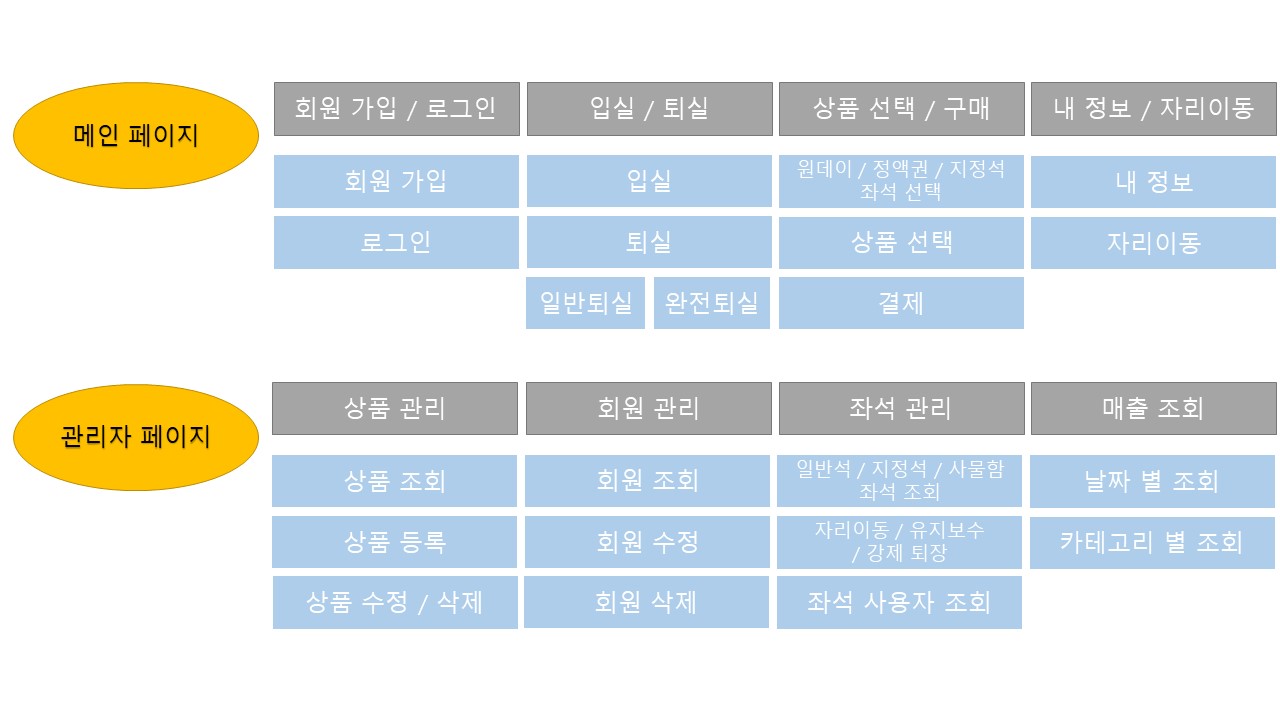 메인 페이지
회원 가입 / 로그인
입실 / 퇴실
상품 선택 / 구매
내 정보 / 자리이동
회원 가입
입실
원데이 / 정액권 / 지정석
좌석 선택
내 정보
로그인
퇴실
상품 선택
자리이동
일반퇴실
완전퇴실
결제
관리자 페이지
상품 관리
회원 관리
좌석 관리
매출 조회
상품 조회
회원 조회
일반석 / 지정석 / 사물함
좌석 조회
날짜 별 조회
상품 등록
회원 수정
자리이동 / 유지보수
/ 강제 퇴장
카테고리 별 조회
상품 수정 / 삭제
회원 삭제
좌석 사용자 조회